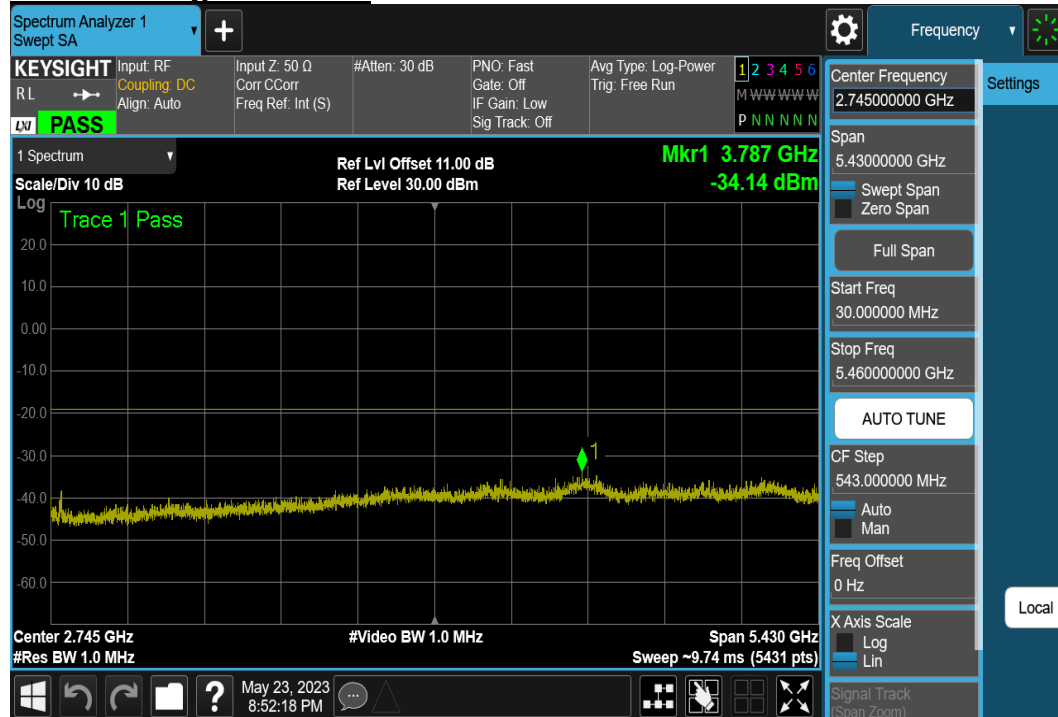 Spectrum Analyzer 1
Swept SA
+
Frequency
KEYSIGHT
R L
LXI
PASS
Input: RF
Coupling: DC
Align: Auto
Input Z: 50 Ω
Corr CCorr
Freq Ref: Int (S)
#Atten: 30 dB
PNO: Fast
Gate: Off
IF Gain: Low
Sig Track: Off
Avg Type: Log-Power
Trig: Free Run
1 2 3 4 5 6
M W W W W W
P N N N N N
1 Spectrum
Scale/Div 10 dB
Ref Lvl Offset 11.00 dB
Ref Level 30.00 dBm
Mkr1 3.787 GHz
-34.14 dBm
Log
Trace 1 Pass
20.0
10.00
0.00
-10.0
-20.0
-30.0
-40.0
-50.0
-60.0
1
Center 2.745 GHz
#Res BW 1.0 MHz
#Video BW 1.0 MHz
Span 5.430 GHz
Sweep ~9.74 ms (5431 pts)
?
May 23, 2023
8:52:18 PM
Center Frequency
2.745000000 GHz
Span
5.43000000 GHz
Swept Span
Zero Span
Full Span
Start Freq
30.000000 MHz
Stop Freq
5.460000000 GHz
AUTO TUNE
CF Step
543.000000 MHz
Auto
Man
Freq Offset
0 Hz
X Axis Scale
Log
Lin
Signal Track
(Span Zoom)
Settings
Local